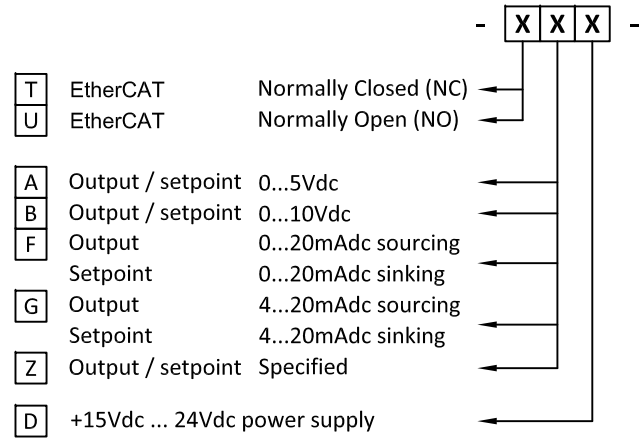 - X X X -
T EtherCAT Normally Closed (NC)
U EtherCAT Normally Open (NO)
A Output / setpoint 0...5Vdc
B Output / setpoint 0...10Vdc
F Output 0...20mAdc sourcing
Setpoint 0...20mAdc sinking
G Output 4...20mAdc sourcing
Setpoint 4...20mAdc sinking
Z Output / setpoint Specified
D +15Vdc ... 24Vdc power supply